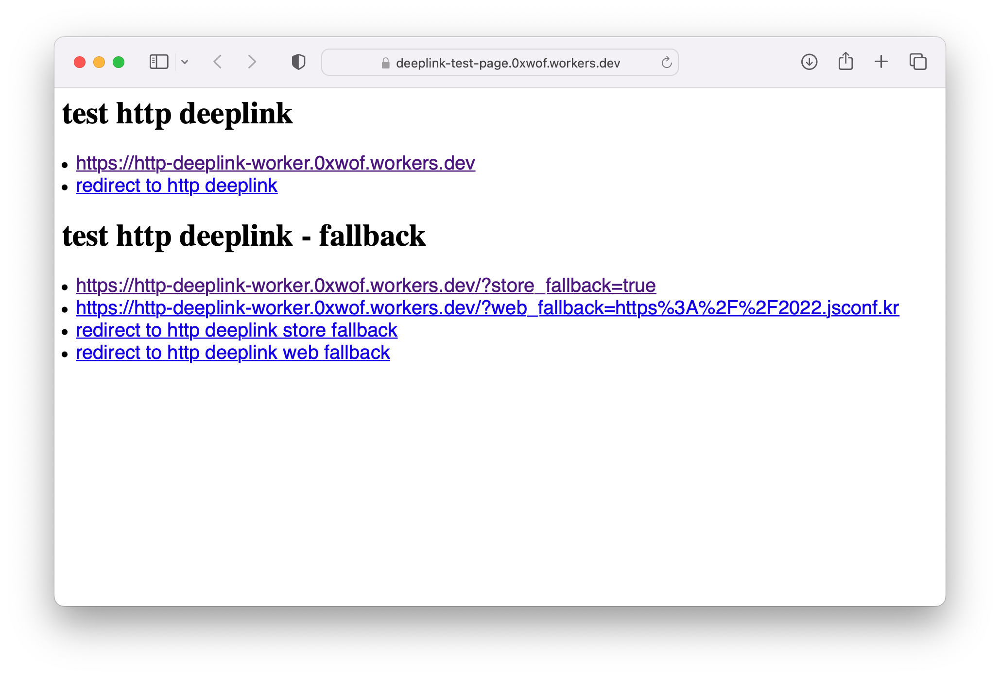 deeplink-test-page.0xwof.workers.dev
test http deeplink
https://http-deeplink-worker.0xwof.workers.dev
redirect to http deeplink
test http deeplink - fallback
https://http-deeplink-worker.0xwof.workers.dev/?store_fallback=true
https://http-deeplink-worker.0xwof.workers.dev/?web_fallback=https%3A%2F%2F2022.jsconf.kr
redirect to http deeplink store fallback
redirect to http deeplink web fallback